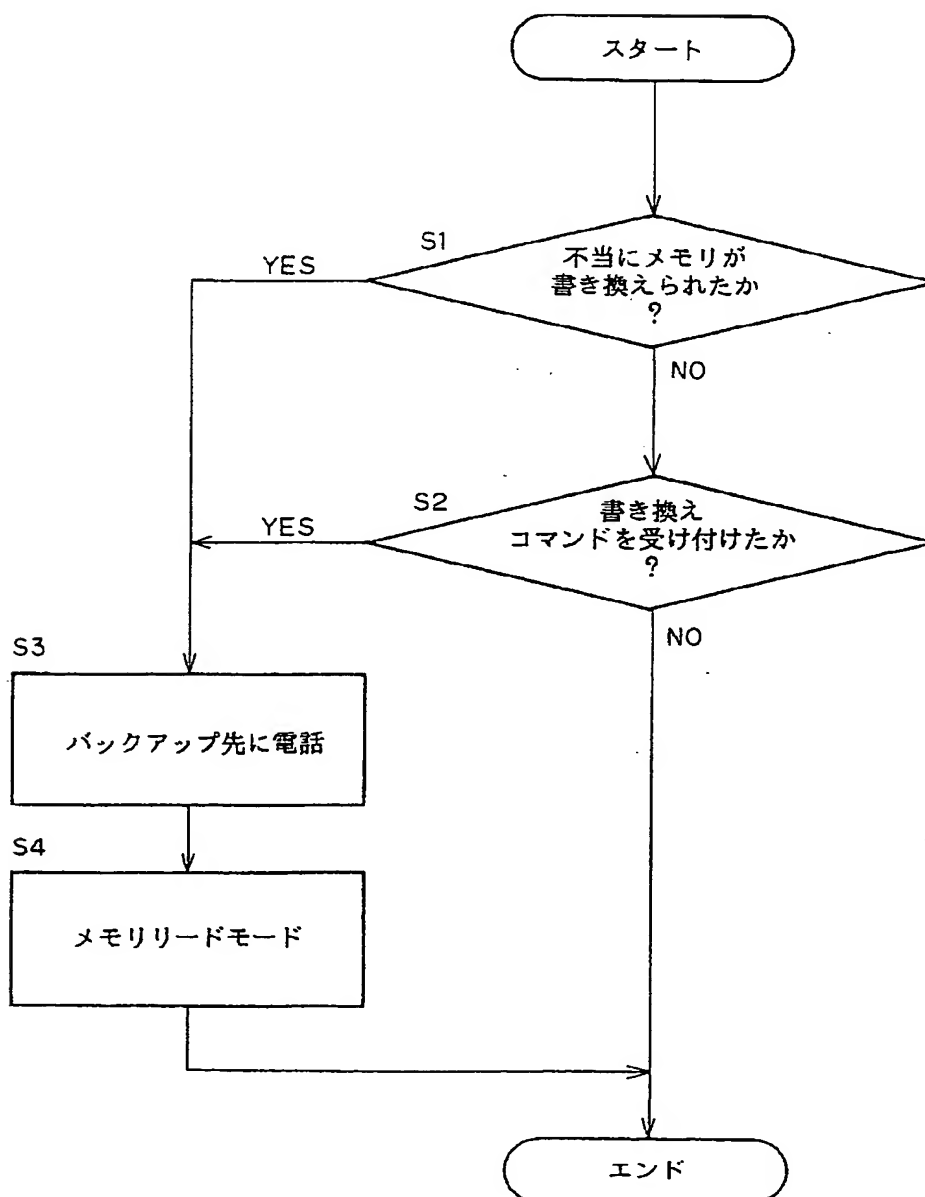 スタート
S1
不当にメモリが
書き換えられたか
?
YES
NO
S2
書き換え
コマンドを受け付けたか
?
YES
NO
S3
バックアップ先に電話
S4
メモリリードモード
エンド